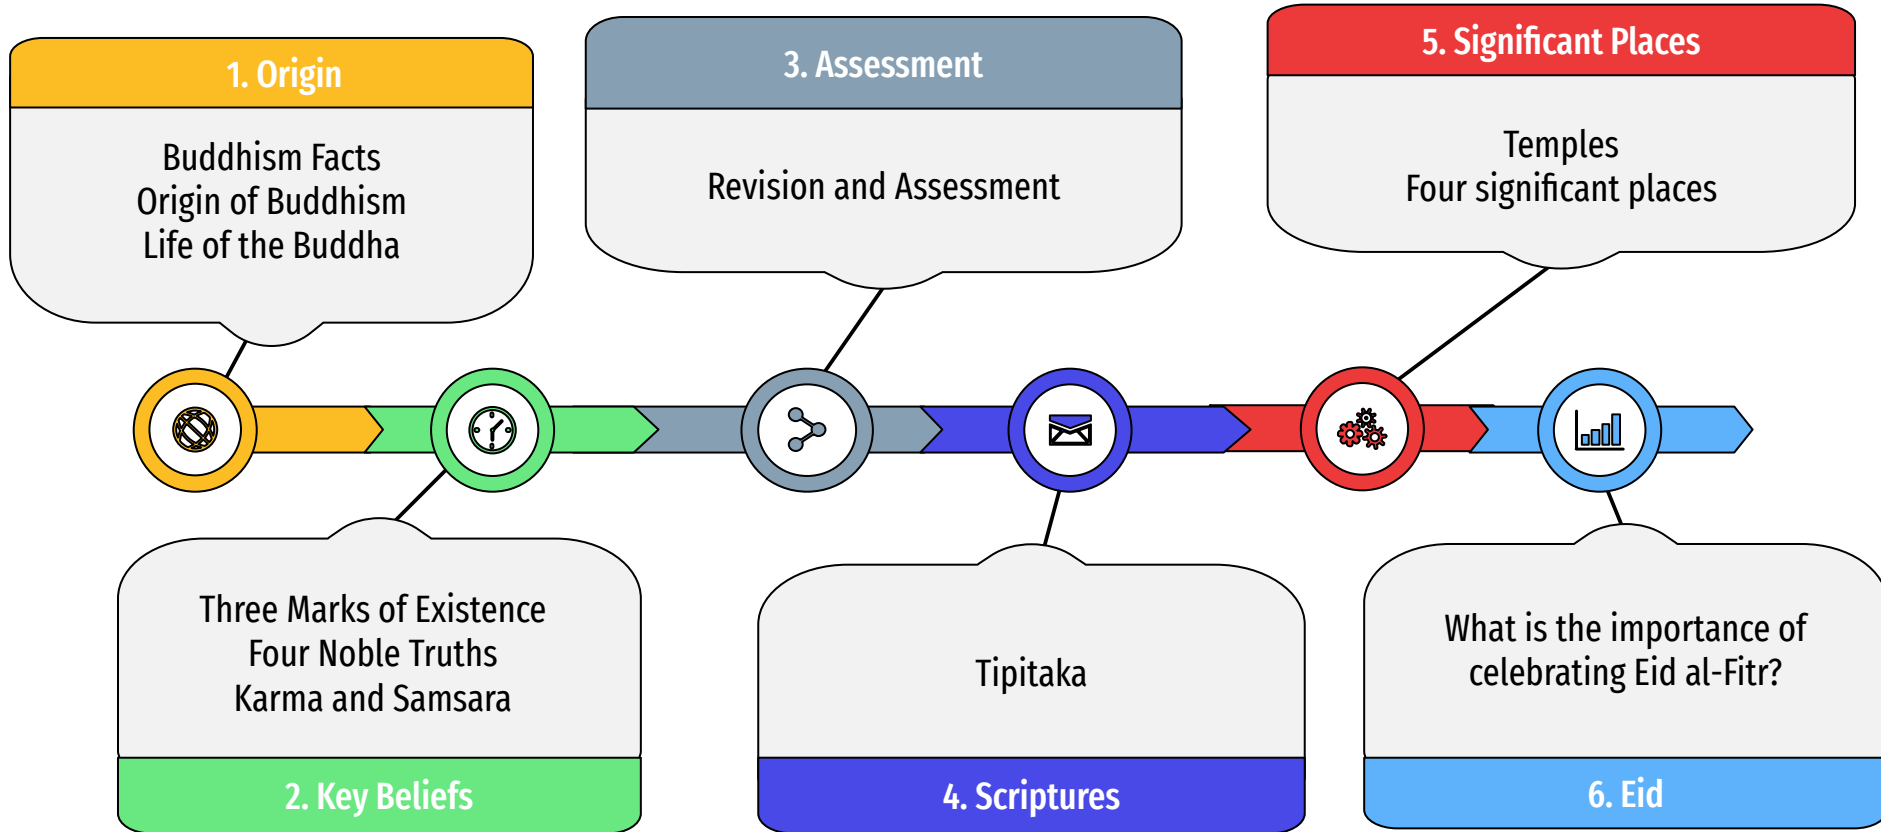 1. Origin
Buddhism Facts
Origin of Buddhism
Life of the Buddha
Three Marks of Existence
Four Noble Truths
Karma and Samsara
2. Key Beliefs
3. Assessment
Revision and Assessment
Tipitaka
4. Scriptures
5. Significant Places
Temples
Four significant places
What is the importance of
celebrating Eid al-Fitr?
6. Eid